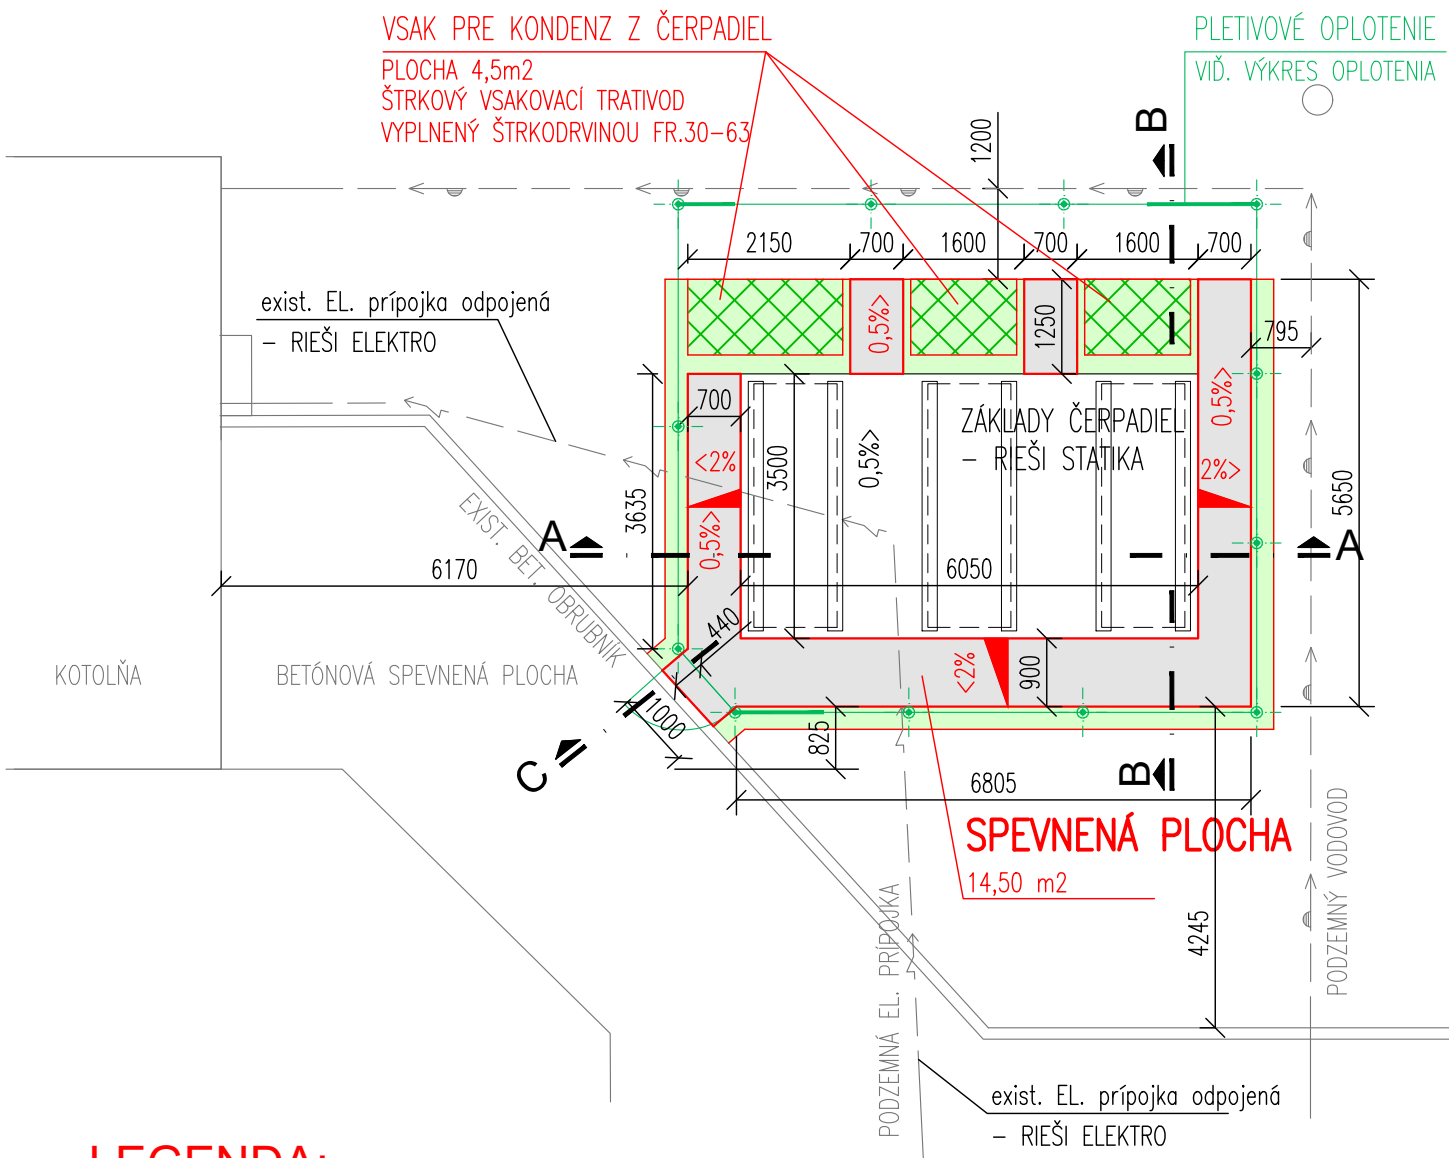 VSAK PRE KONDENZ Z ČERPADIEL
PLOCHA 4,5m2
ŠTRKOVÝ VSAKOVACÍ TRATIVOD
VYPLNENÝ ŠTRKODRVINOU FR.30-63
PLETIVOVÉ OPLOTENIE
VIĎ. VÝKRES OPLOTENIA
B
1200
2150
700
1600
700
1600
700
exist. EL. prípojka odpojená
- RIEŠI ELEKTRO
0,5%>
1250
795
700
ZÁKLADY ČERPADIEL
- RIEŠI STATIKA
0,5%>
0,5%>
<2%
2%>
3500
3635
5650
EXIST. BET. OBRUBNÍK
A
0,5%>
A
6170
6050
440
KOTOLŇA
BETÓNOVÁ SPEVNENÁ PLOCHA
<2%
900
1000
825
C
B
6805
SPEVNENÁ PLOCHA
14,50 m2
4245
PODZEMNÝ VODOVOD
PODZEMNÁ EL. PRÍPOJKA
exist. EL. prípojka odpojená
- RIEŠI ELEKTRO
LEGENDA: